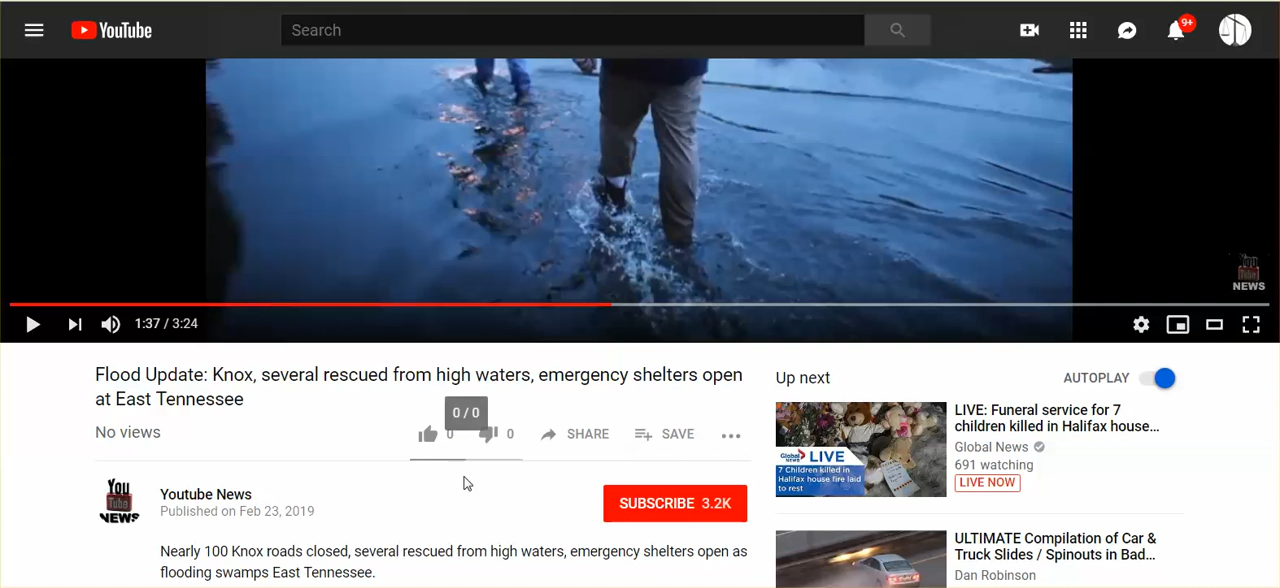 YouTube
Search
9+
You
Tube
NEWS
1:37 / 3:24
Flood Update: Knox, several rescued from high waters, emergency shelters open
at East Tennessee
0 / 0
No views
0
0
SHARE
SAVE
You
Tube
NEWS
Youtube News
Published on Feb 23, 2019
SUBSCRIBE 3.2K
Nearly 100 Knox roads closed, several rescued from high waters, emergency shelters open as
flooding swamps East Tennessee.
Up next
AUTOPLAY
Global NEWS LIVE
7 Children killed in
Halifax house fire laid
to rest
LIVE: Funeral service for 7
children killed in Halifax house...
Global News
691 watching
LIVE NOW
ULTIMATE Compilation of Car &
Truck Slides / Spinouts in Bad...
Dan Robinson